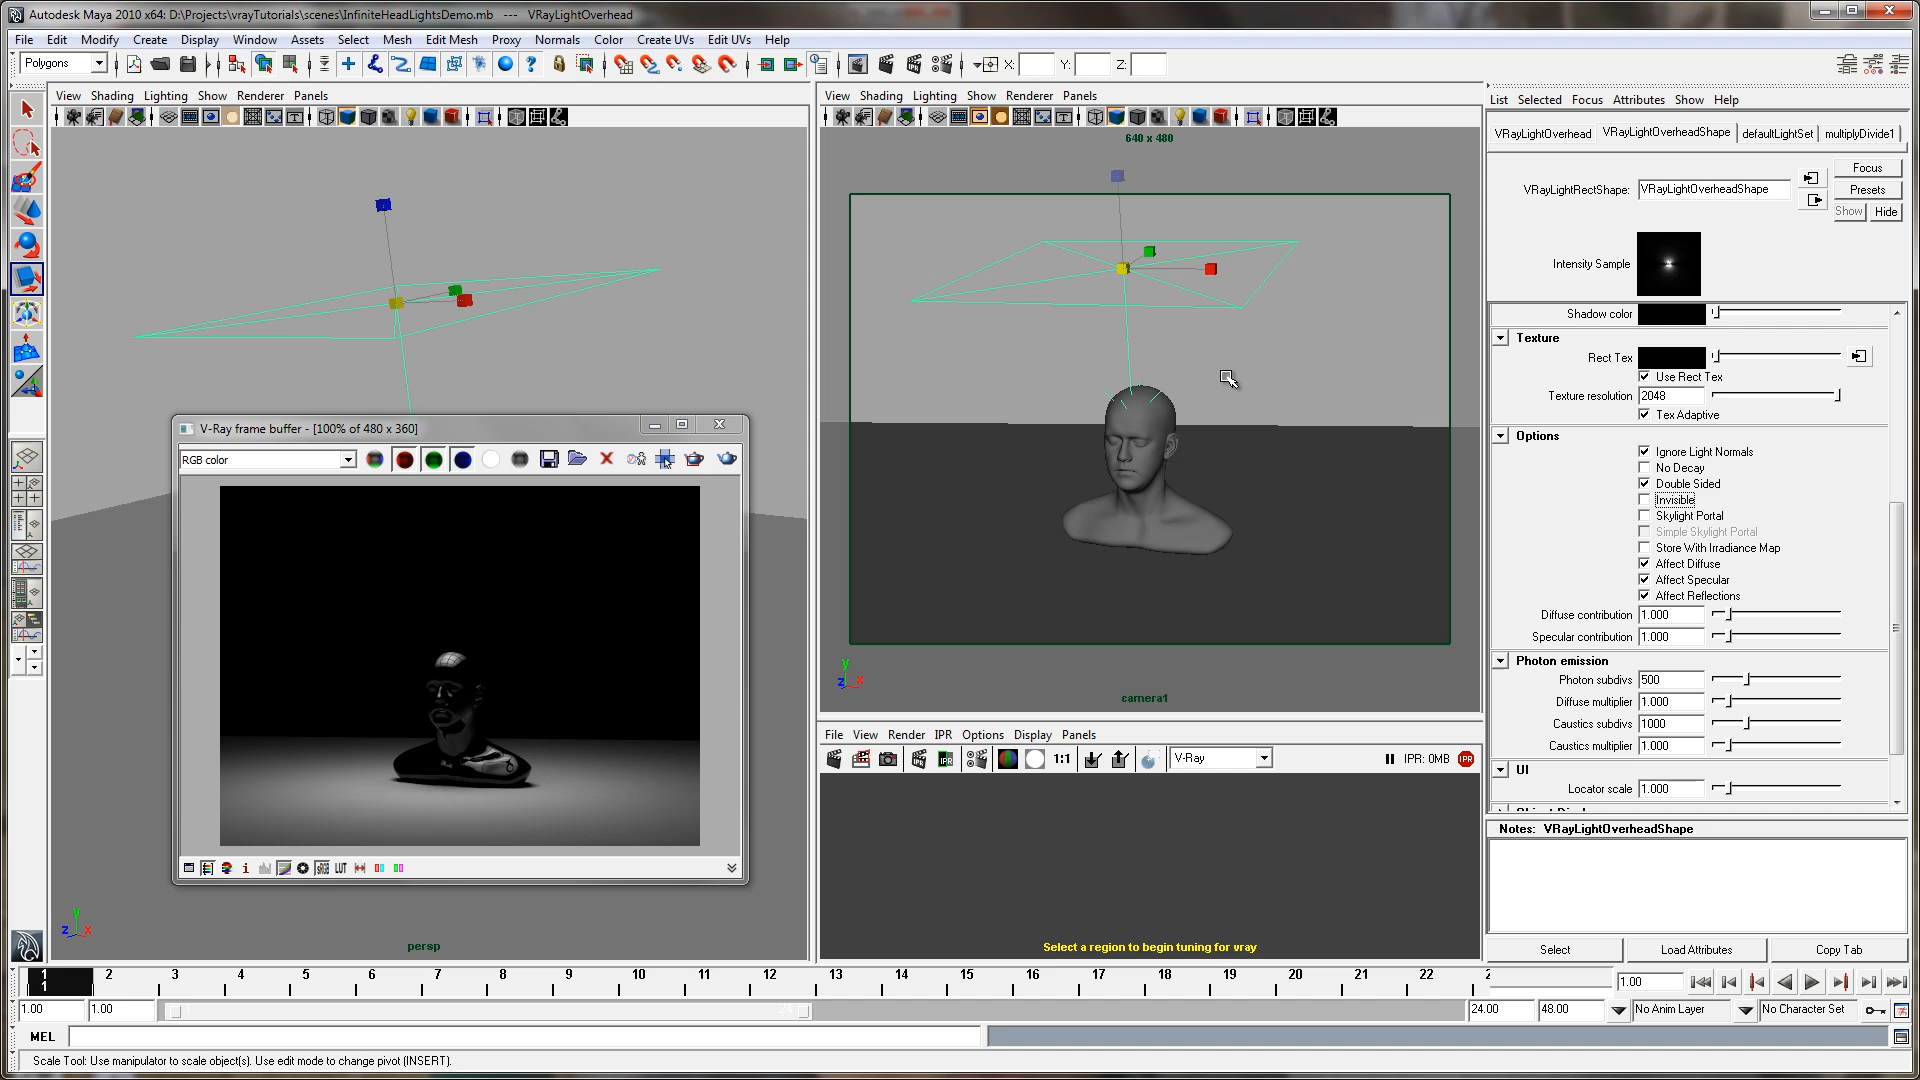 Autodesk Maya 2010 x64: D:\Projects\vrayTutorials\scenes\InfiniteHeadLightsDemo.mb --- VRayLightOverhead
File Edit Modify Create Display Window Assets Select Mesh Edit Mesh Proxy Normals Color Create UVs Edit UVs Help
Polygons X: Y: Z:
View Shading Lighting Show Renderer Panels
View Shading Lighting Show Renderer Panels
List Selected Focus Attributes Show Help
640 x 480
VRayLightOverhead VRayLightOverheadShape defaultLightSet multiplyDivide1
VRayLightRectShape: VRayLightOverheadShape
Focus
Presets
Show Hide
Intensity Sample
Shadow color
Texture
Rect Tex
Use Rect Tex
Texture resolution 2048
Tex Adaptive
Options
Ignore Light Normals
No Decay
Double Sided
Invisible
Skylight Portal
Simple Skylight Portal
Store With Irradiance Map
Affect Diffuse
Affect Specular
Affect Reflections
Diffuse contribution 1.000
Specular contribution 1.000
Photon emission
Photon subdivs 500
Diffuse multiplier 1.000
Caustics subdivs 1000
Caustics multiplier 1.000
UI
Locator scale 1.000
Notes: VRayLightOverheadShape
Select Load Attributes Copy Tab
V-Ray frame buffer - [100% of 480 x 360]
RGB color
sRGB LUT
y
z x
persp
y
z x
camera1
File View Render IPR Options Display Panels
IPR IPR 1:1 V-Ray IPR: 0MB IPR
Select a region to begin tuning for vray
1 2 3 4 5 6 7 8 9 10 11 12 13 14 15 16 17 18 19 20 21 22
1
1.00
1.00 1.00 24 24.00 48.00 No Anim Layer No Character Set
MEL
Scale Tool: Use manipulator to scale object(s). Use edit mode to change pivot (INSERT).